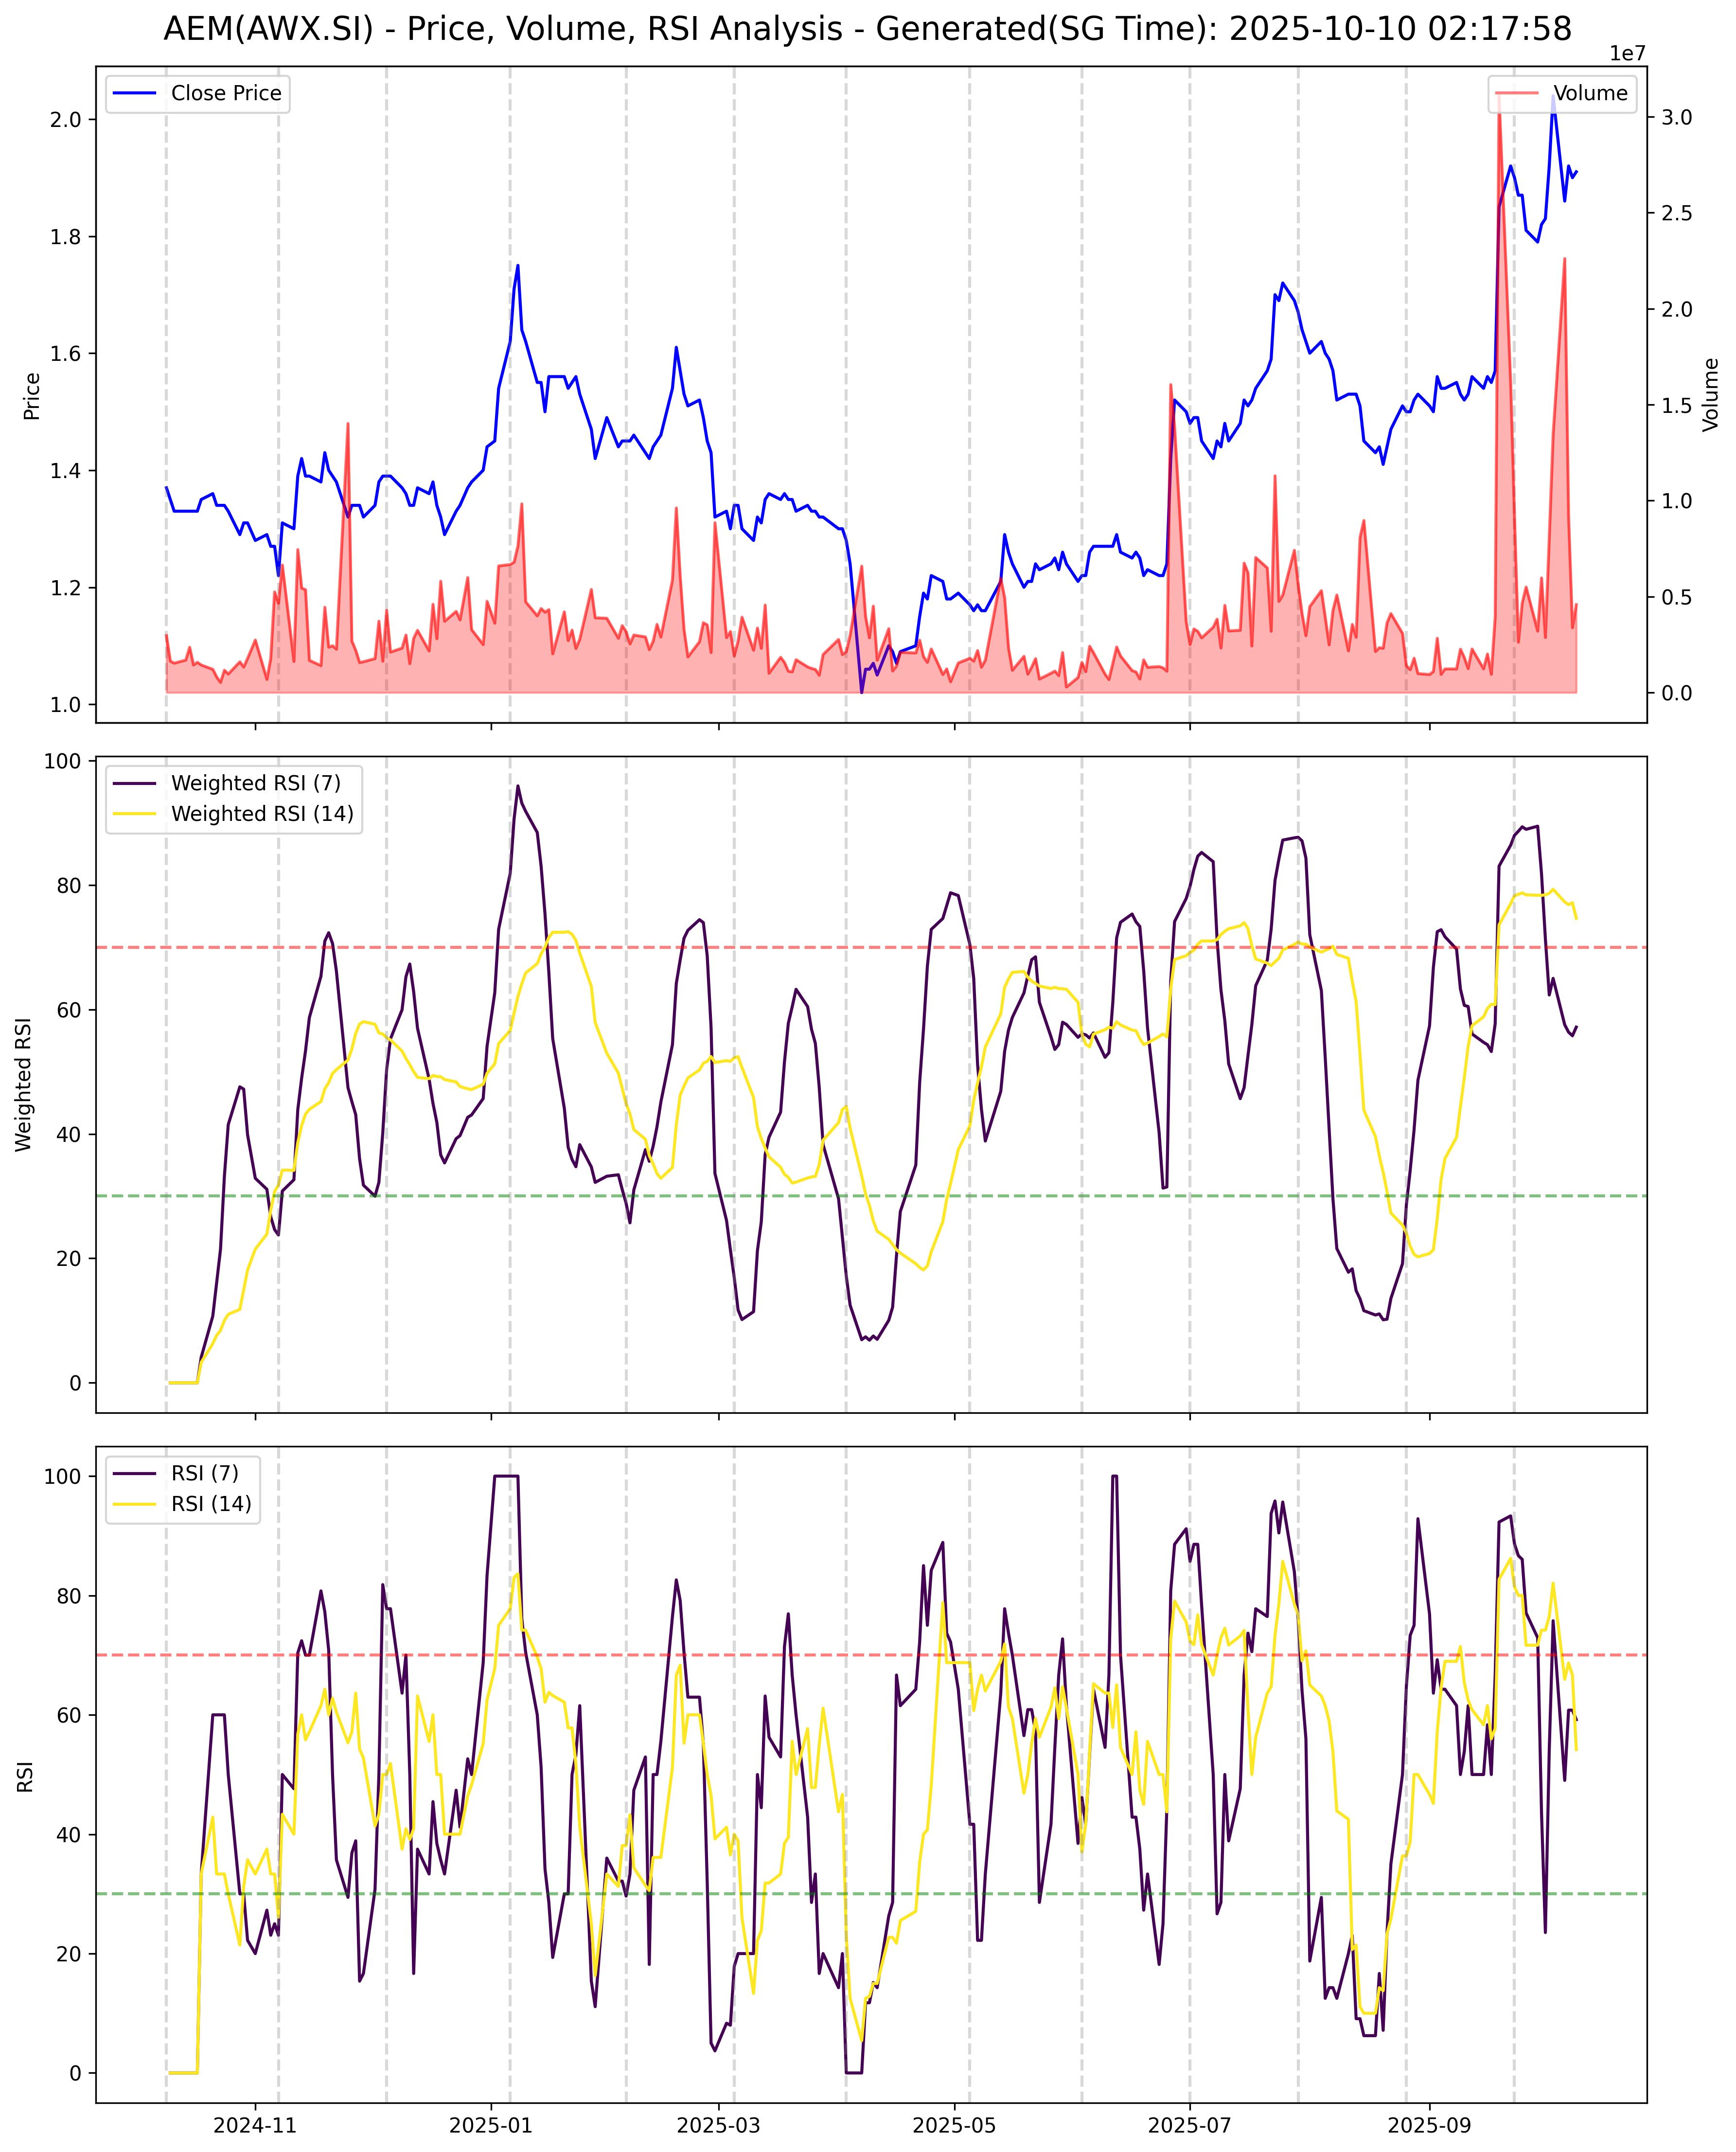 AEM(AWX.SI) - Price, Volume, RSI Analysis - Generated(SG Time): 2025-10-10 02:17:58
1e7
Close Price
Volume
2.0
1.8
1.6
1.4
1.2
1.0
Price
3.0
2.5
2.0
1.5
1.0
0.5
0.0
Volume
Weighted RSI (7)
Weighted RSI (14)
100
80
60
40
20
0
Weighted RSI
RSI (7)
RSI (14)
100
80
60
40
20
0
RSI
2024-11
2025-01
2025-03
2025-05
2025-07
2025-09